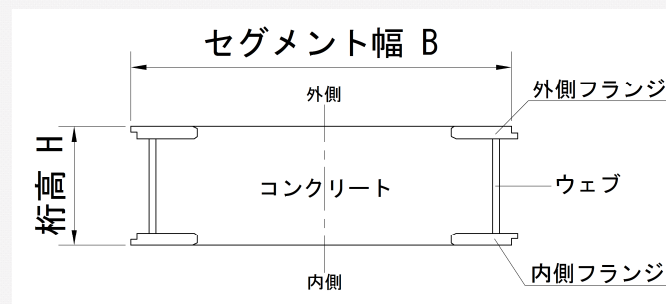 セグメント幅 B
外側
外側フランジ
桁高 H
コンクリート
ウェブ
内側フランジ
内側